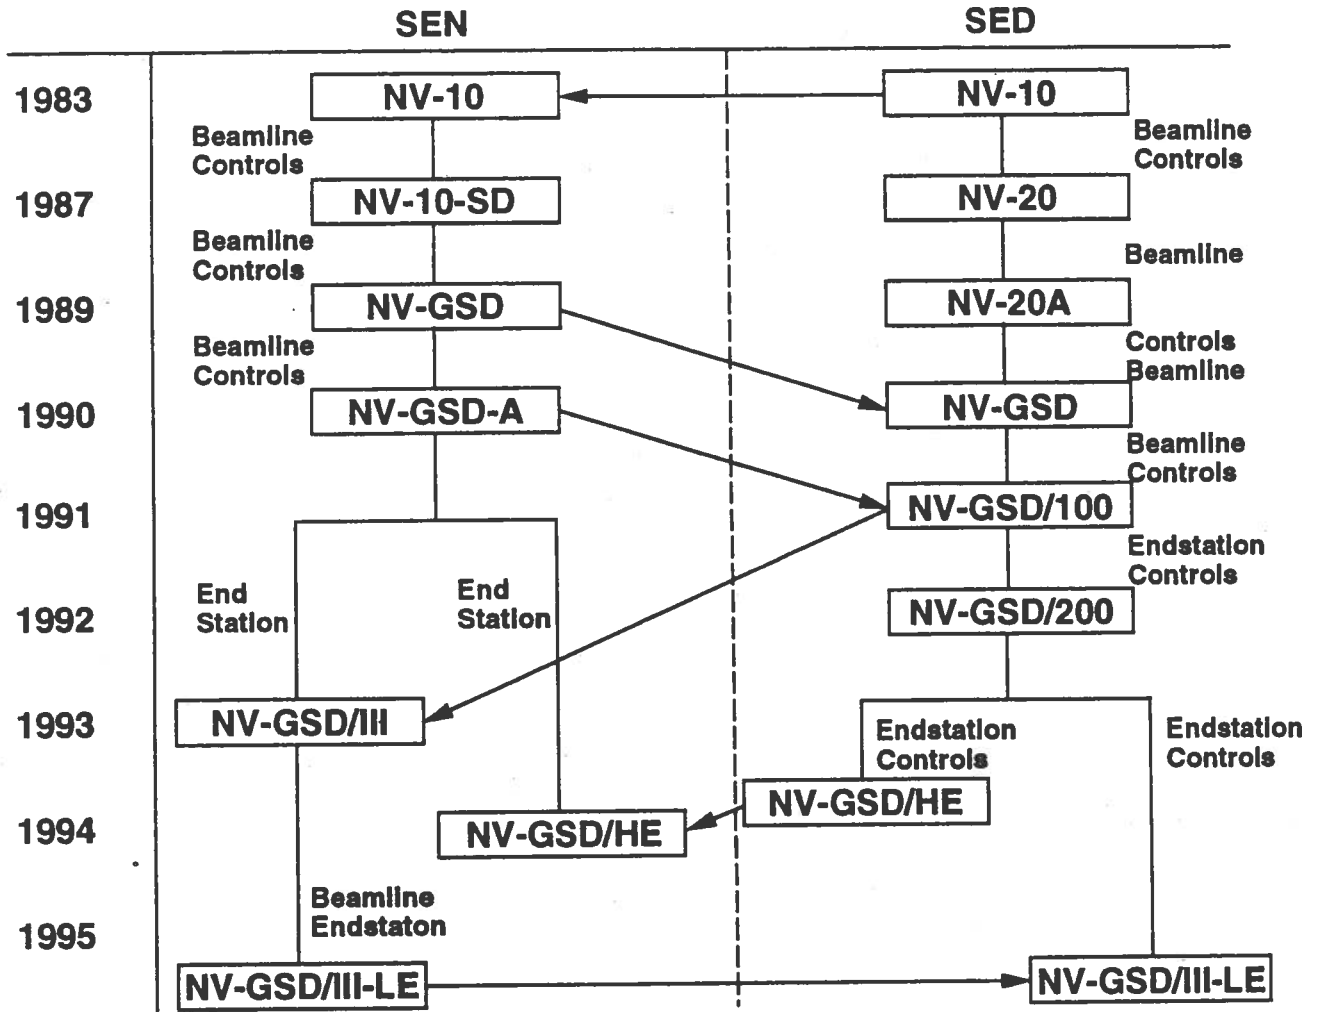 SEN SED
1983 NV-10 NV-10
Beamline
Controls
Beamline
Controls
1987 NV-10-SD NV-20
Beamline
Controls
Beamline
1989 NV-GSD NV-20A
Beamline
Controls
Controls
Beamline
1990 NV-GSD-A NV-GSD
Beamline
Controls
1991 NV-GSD/100
Endstation
Controls
End
Station
End
Station
1992 NV-GSD/200
1993 NV-GSD/III
Endstation
Controls
Endstation
Controls
NV-GSD/HE
1994 NV-GSD/HE
Beamline
Endstaton
1995
NV-GSD/III-LE NV-GSD/III-LE